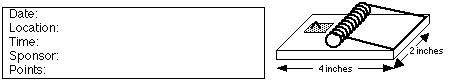 Date:
Location:
Time:
Sponsor:
Points:
4 inches
2 inches